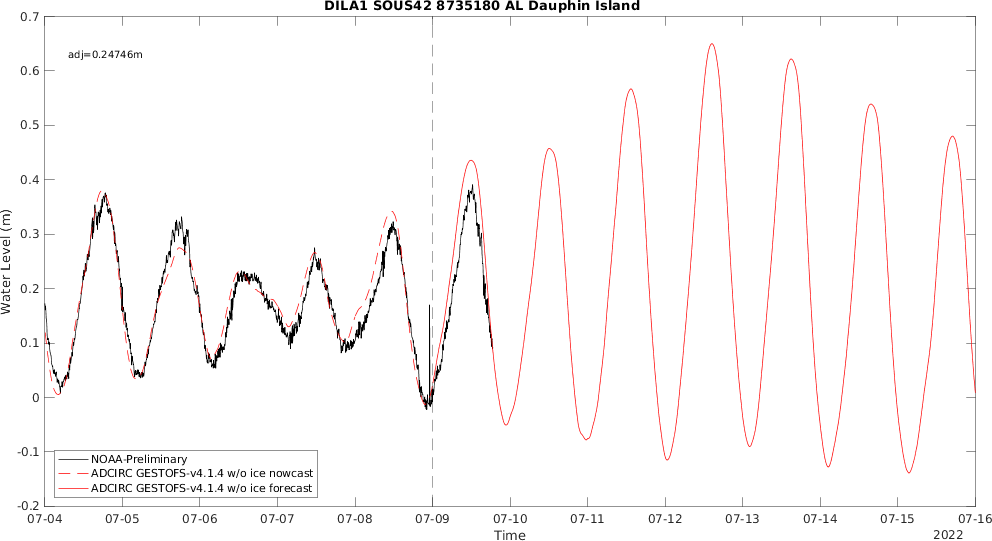 DILA1 SOUS42 8735180 AL Dauphin Island
0.7
adj=0.24746m
0.6
0.5
0.4
0.3
0.2
0.1
0
-0.1
-0.2
Water Level (m)
NOAA-Preliminary
ADCIRC GESTOFS-v4.1.4 w/o ice nowcast
ADCIRC GESTOFS-v4.1.4 w/o ice forecast
07-04 07-05 07-06 07-07 07-08 07-09 07-10 07-11 07-12 07-13 07-14 07-15 07-16
Time
2022